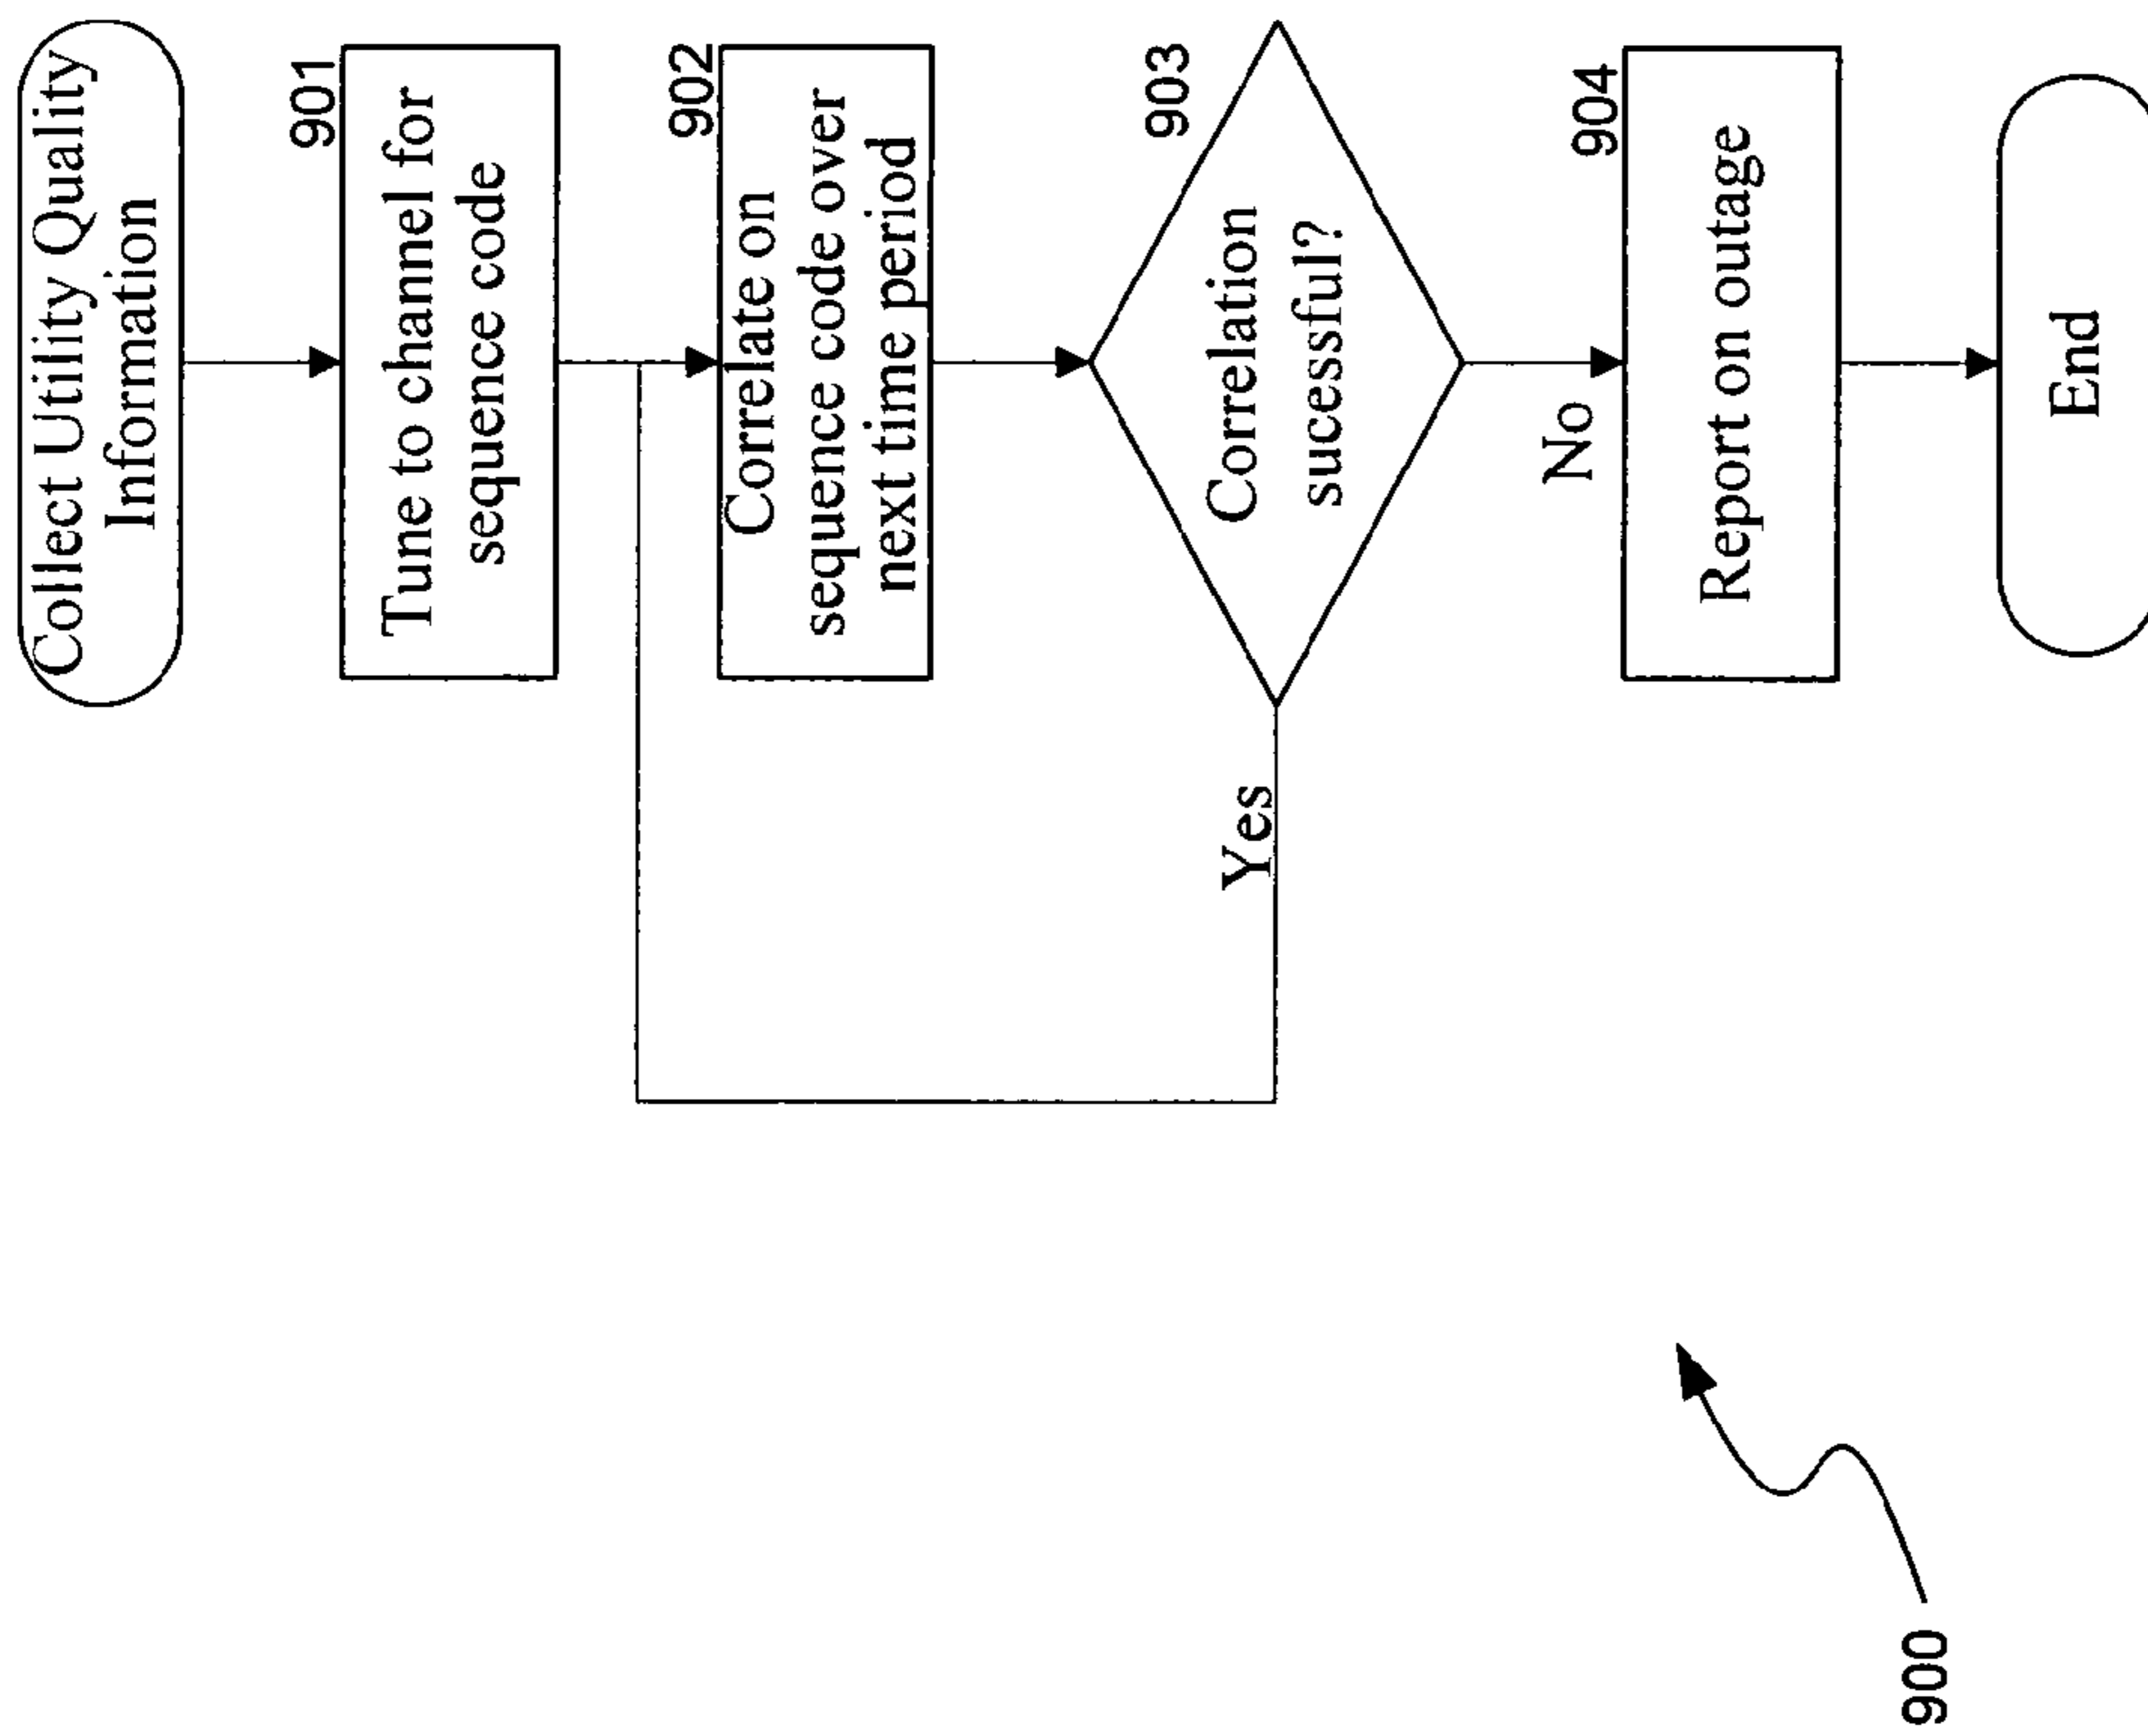 Collect Utility Quality
Information
901
Tune to channel for
sequence code
902
Correlate on
sequence code over
next time period
903
Correlation
sucessful?
Yes
No
904
Report on outage
End
900